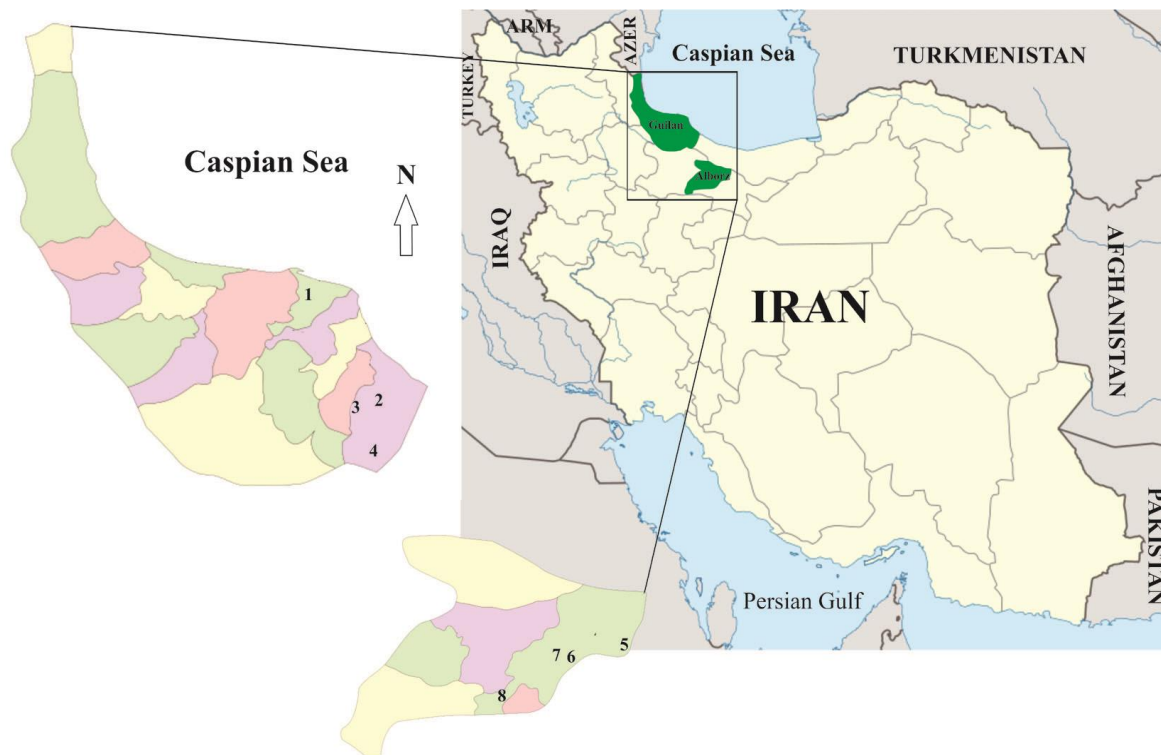 ARM
AZER
Caspian Sea
TURKMENISTAN
TURKEY
Guilan
Caspian Sea
Alborz
N
IRAQ
AFGHANISTAN
1
IRAN
2
3
4
PAKISTAN
Persian Gulf
5
7 6
8